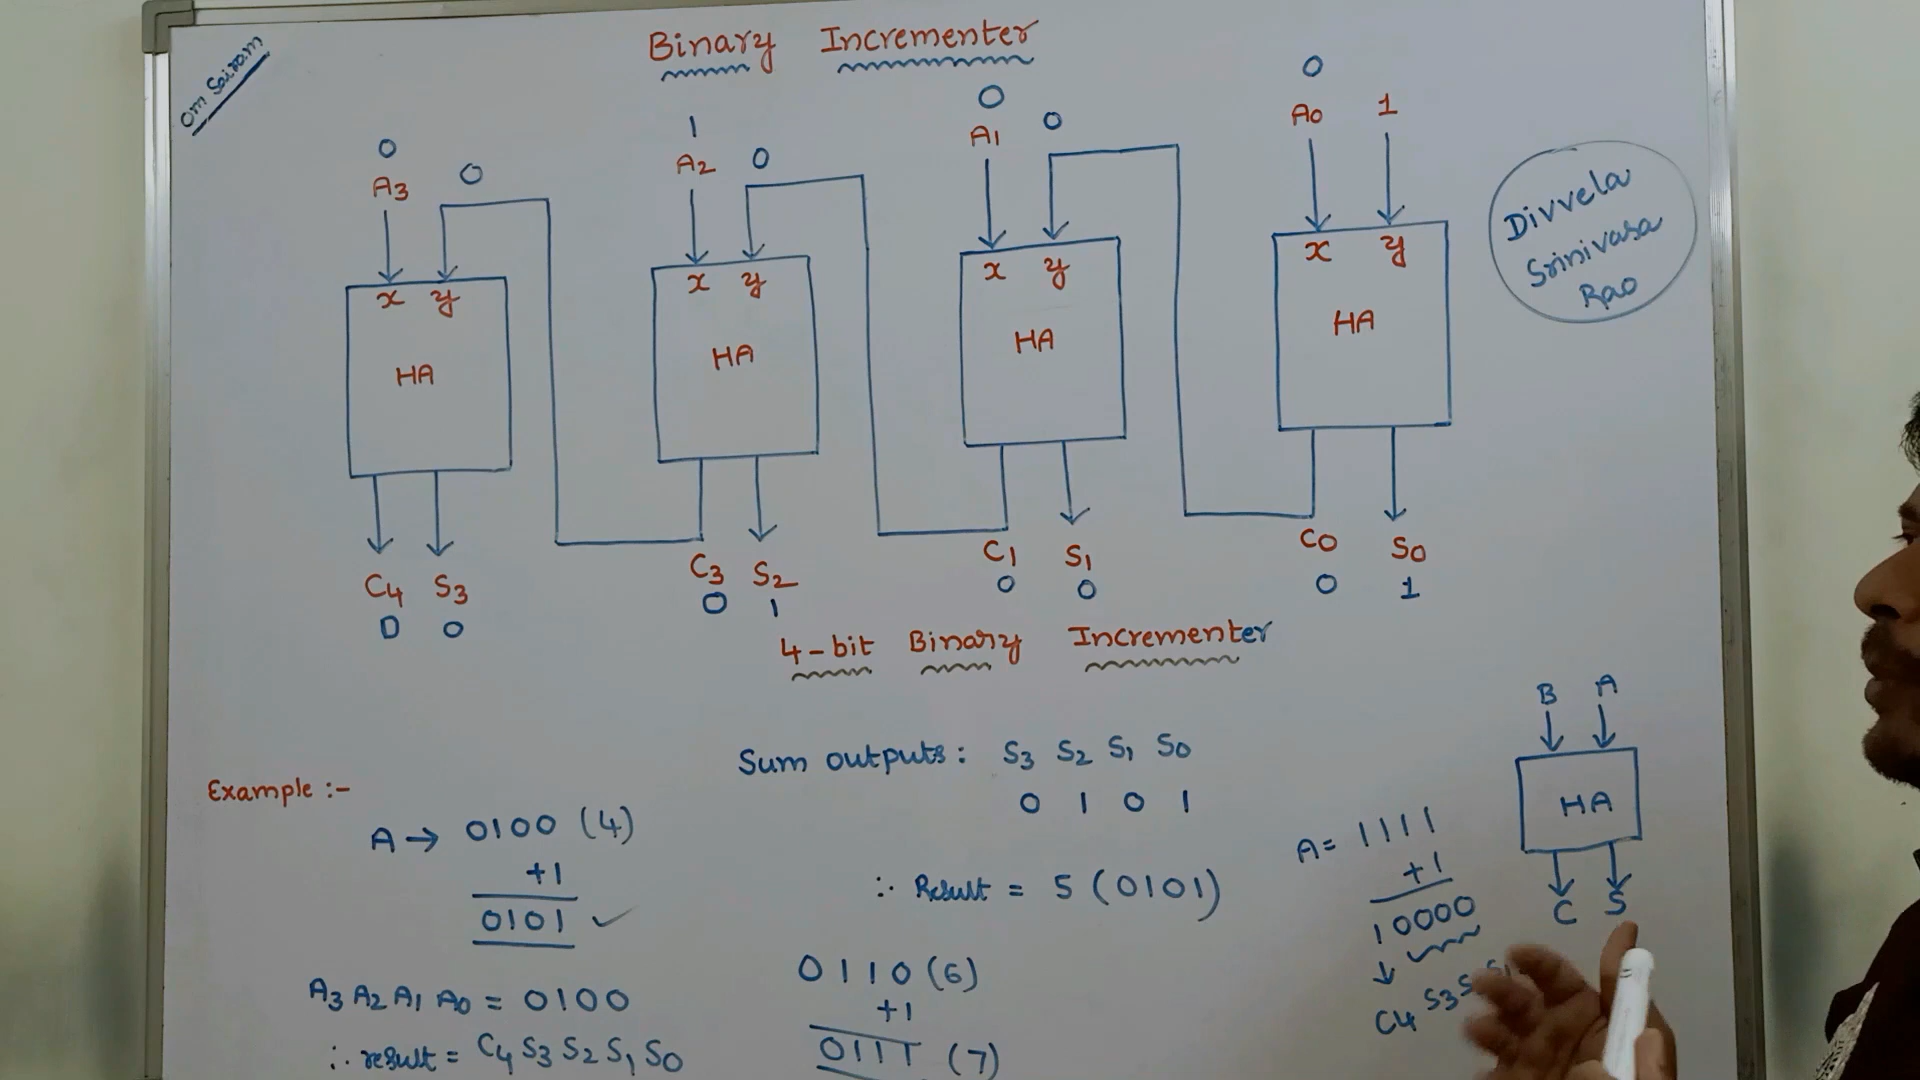 Om Sairam
Binary Incrementer
0 0 1 0 0 0 0
A3 A2 A1 A0 1
x y x y x y x y
HA HA HA HA
Divvela
Srinivasa
Rao
C4 S3 C3 S2 C1 S1 C0 S0
0 0 0 1 0 0 0 1
4-bit Binary Incrementer
Example :-
A → 0100 (4)
+1
0101 ✓
A3 A2 A1 A0 = 0100
∴ result = C4 S3 S2 S1 S0
Sum outputs : S3 S2 S1 S0
0 1 0 1
∴ Result = 5 (0101)
0110 (6)
+1
0111 (7)
A = 1111
+1
10000
↓
C4 S3 S
B A
HA
C S